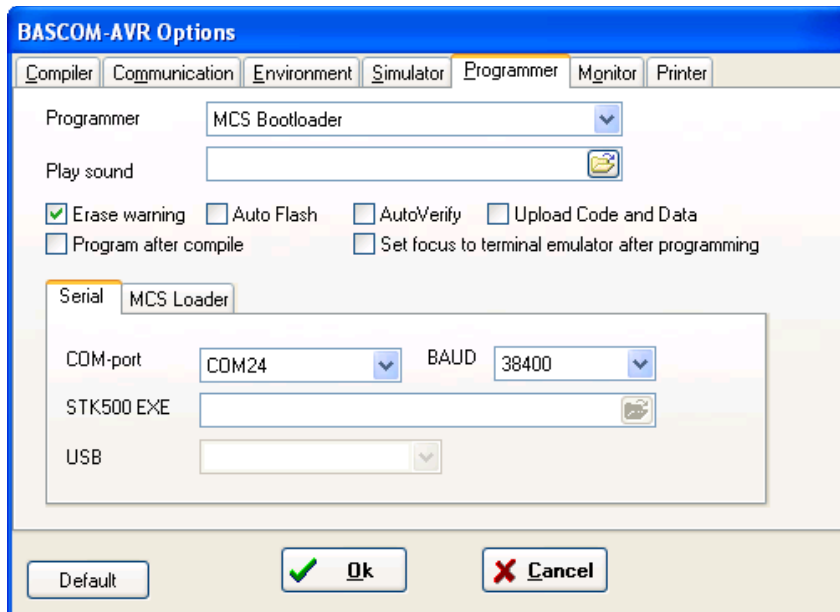 BASCOM-AVR Options
Compiler Communication Environment Simulator Programmer Monitor Printer
Programmer MCS Bootloader
Play sound
Erase warning Auto Flash AutoVerify Upload Code and Data
Program after compile Set focus to terminal emulator after programming
Serial MCS Loader
COM-port COM24 BAUD 38400
STK500 EXE
USB
Default Ok Cancel